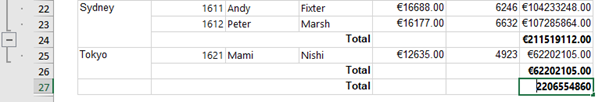 22 Sydney 1611 Andy Fixter €16688.00 6246 €104233248.00
23 1612 Peter Marsh €16177.00 6632 €107285864.00
24 Total €211519112.00
25 Tokyo 1621 Mami Nishi €12635.00 4923 €62202105.00
26 Total €62202105.00
27 Total 2206554860